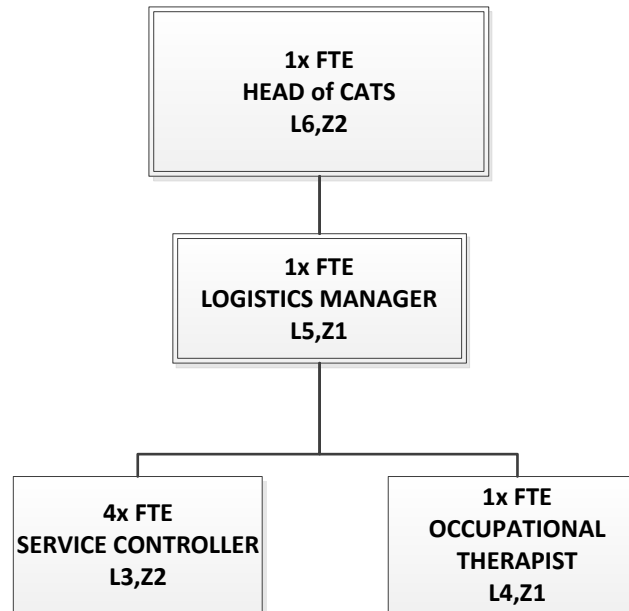 1x FTE
HEAD of CATS
L6,Z2
1x FTE
LOGISTICS MANAGER
L5,Z1
4x FTE
SERVICE CONTROLLER
L3,Z2
1x FTE
OCCUPATIONAL
THERAPIST
L4,Z1